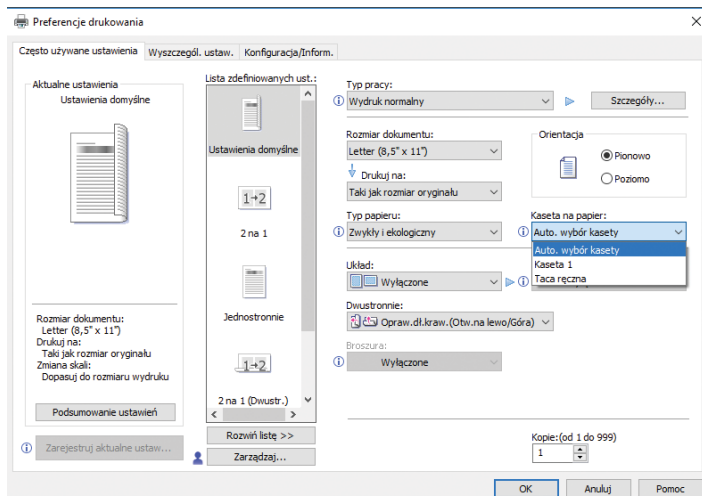 Preferencje drukowania
Często używane ustawienia
Wyszczegól. ustaw.
Konfiguracja/Inform.
Aktualne ustawienia
Ustawienia domyślne
Rozmiar dokumentu:
Letter (8,5" x 11")
Drukuj na:
Taki jak rozmiar oryginału
Zmiana skali:
Dopasuj do rozmiaru wydruku
Podsumowanie ustawień
Zarejestruj aktualne ustaw...
Lista zdefiniowanych ust.:
Ustawienia domyślne
1→2
2 na 1
Jednostronnie
1→2
2 na 1 (Dwustr.)
Rozwiń listę >>
Zarządzaj...
Typ pracy:
Wydruk normalny
Szczegóły...
Rozmiar dokumentu:
Letter (8,5" x 11")
Drukuj na:
Taki jak rozmiar oryginału
Orientacja
Pionowo
Poziomo
Typ papieru:
Zwykły i ekologiczny
Kaseta na papier:
Auto. wybór kasety
Auto. wybór kasety
Kaseta 1
Taca ręczna
Układ:
Wyłączone
Dwustronnie:
Opraw.dł.kraw.(Otw.na lewo/Góra)
Broszura:
Wyłączone
Kopie:(od 1 do 999)
1
OK
Anuluj
Pomoc